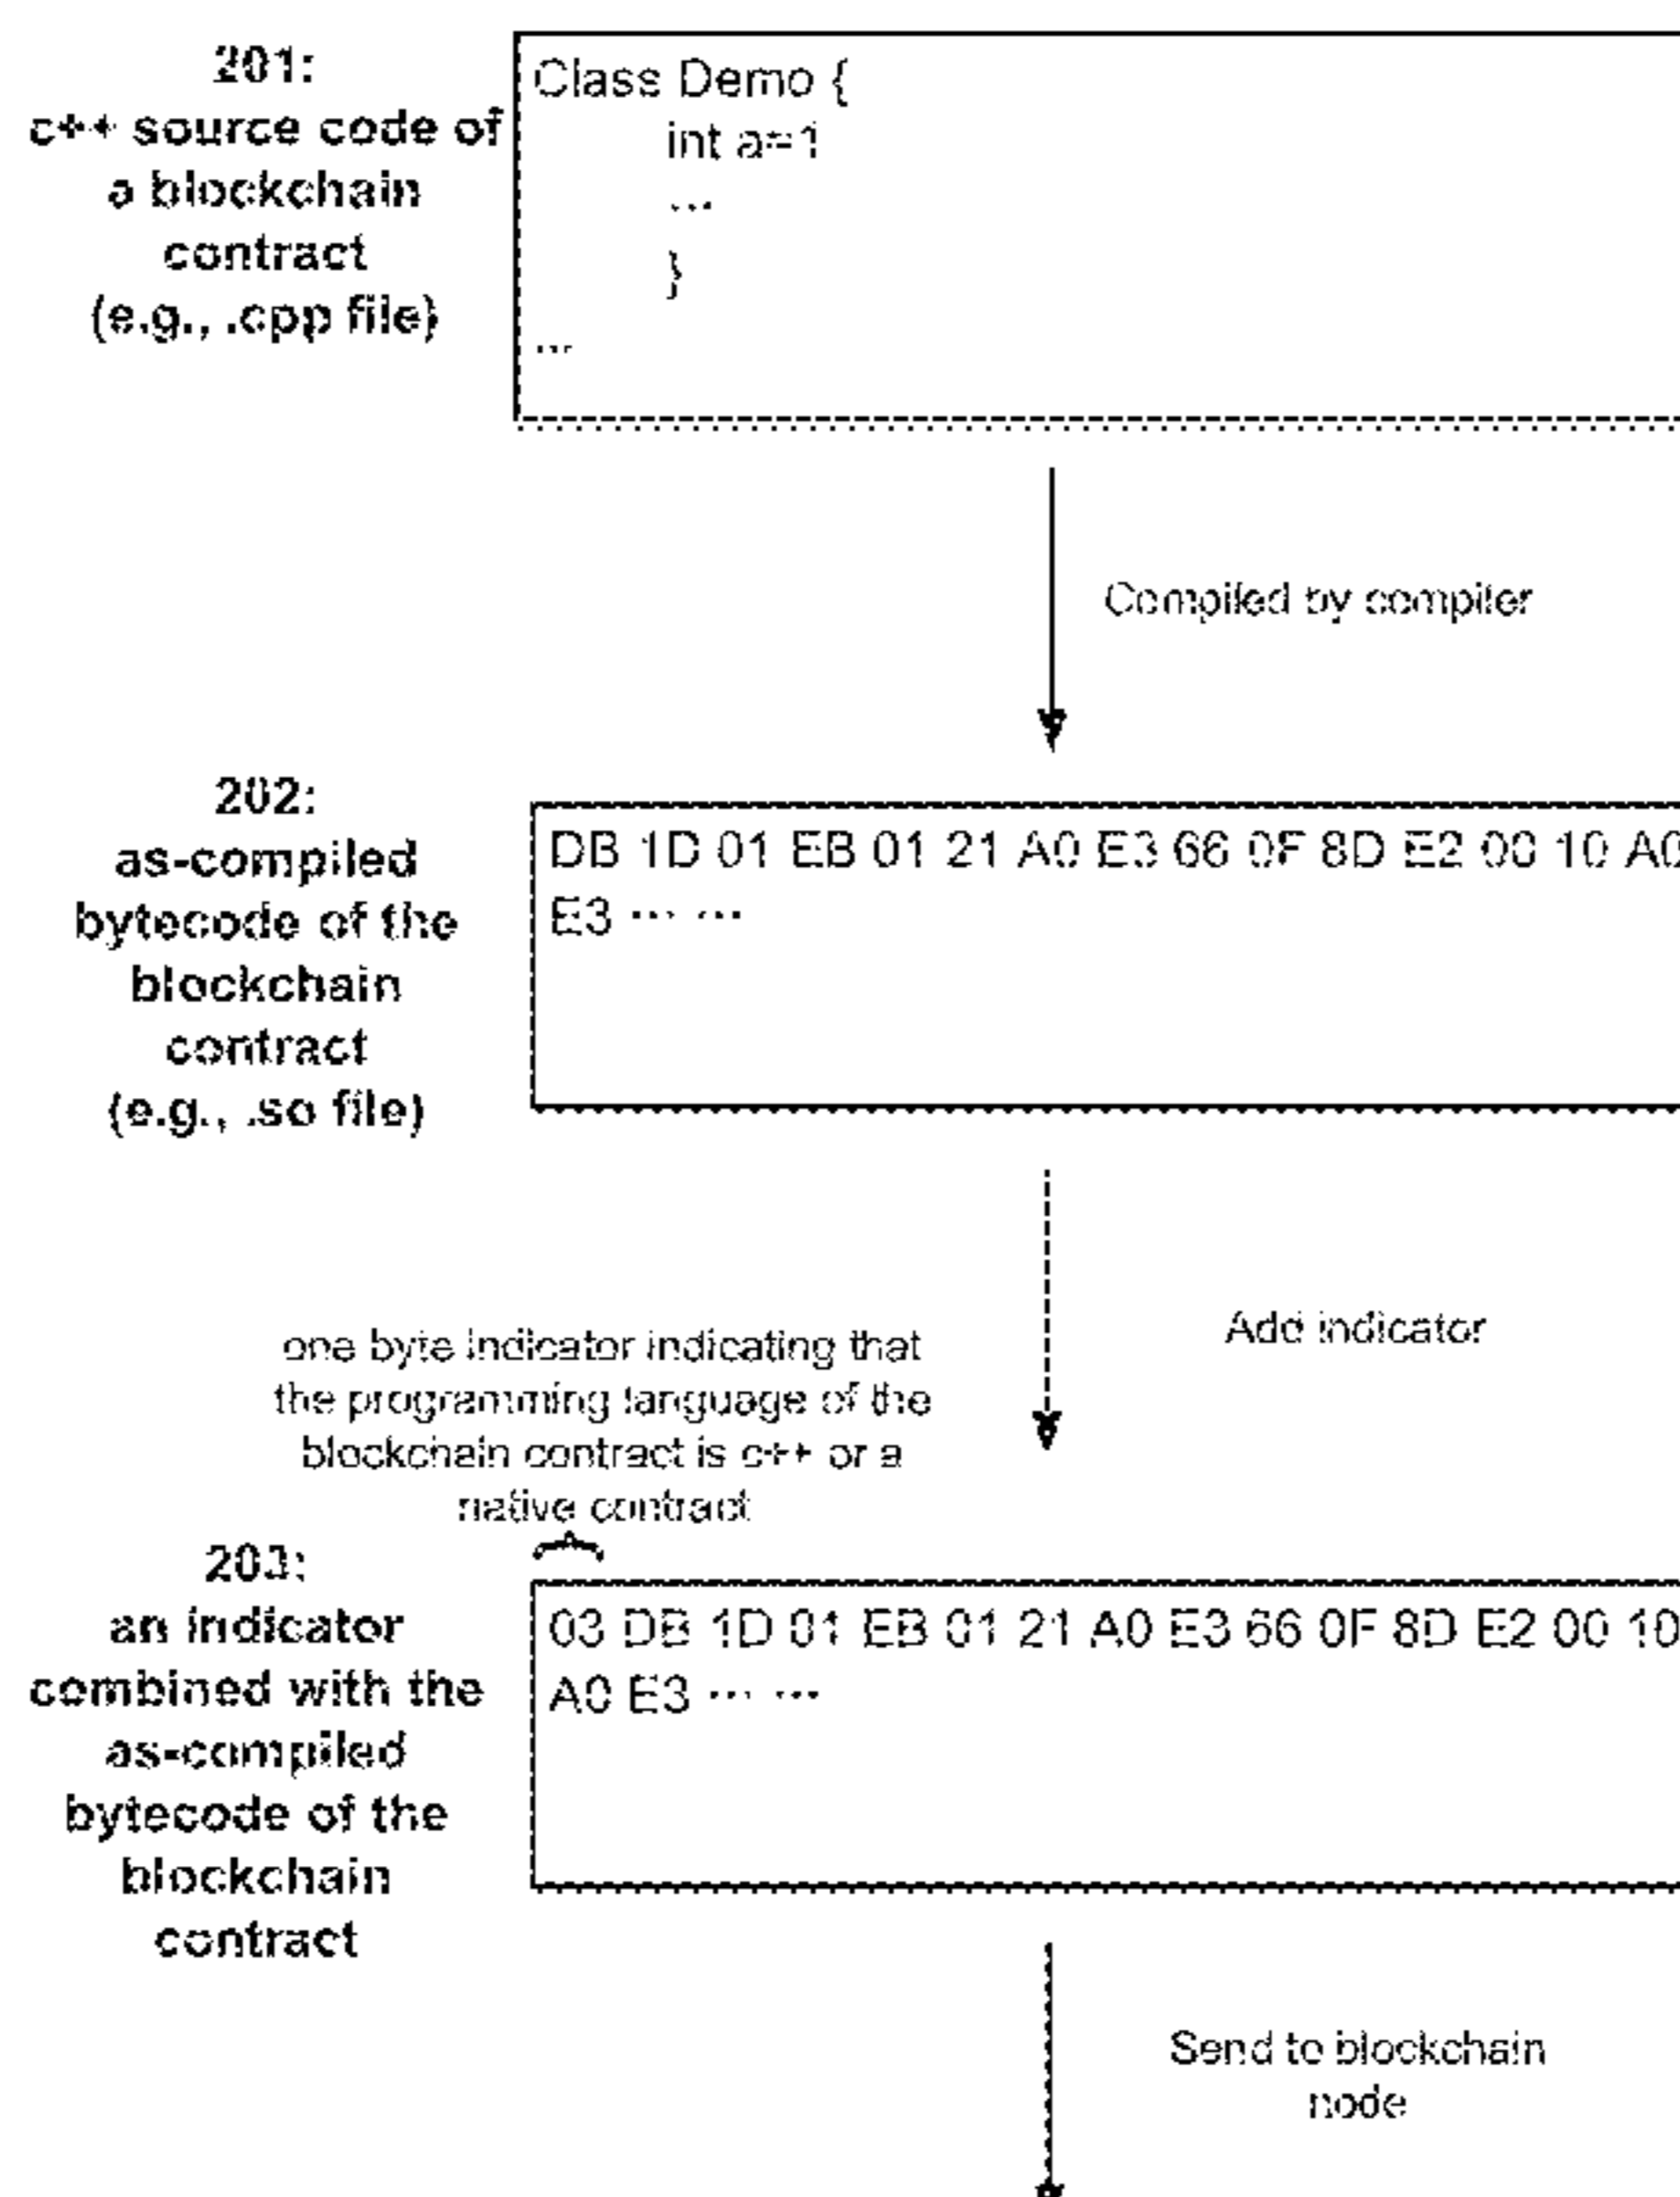 201:
c++ source code of
a blockchain
contract
(e.g., .cpp file)
Class Demo {
int a=1
...
}
...
Compiled by compiler
202:
as-compiled
bytecode of the
blockchain
contract
(e.g., .so file)
DB 1D 01 EB 01 21 A0 E3 66 0F 8D E2 00 10 A0
E3 ... ...
Add indicator
one byte indicator indicating that
the programming language of the
blockchain contract is c++ or a
native contract
203:
an indicator
combined with the
as-compiled
bytecode of the
blockchain
contract
03 DB 1D 01 EB 01 21 A0 E3 66 0F 8D E2 00 10
A0 E3 ... ...
Send to blockchain
node